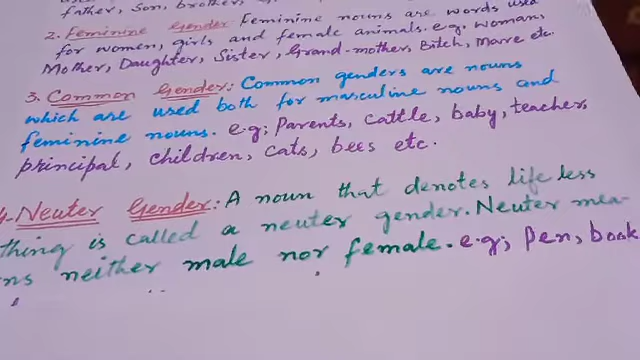 father, son, brother,
2. Feminine Gender Feminine nouns are words used
for women, girls and female animals. e.g, woman,
Mother, Daughter, Sister, Grand-mother, Bitch, Marre etc.
3. Common Gender: Common genders are nouns
which are used both for masculine nouns and
feminine nouns. e.g; Parents, cattle, baby, teacher,
principal, children, cats, bees etc.
4. Neuter Gender: A noun that denotes life less
thing is called a neuter gender. Neuter mea-
ns neither male nor female. e.g; Pen, book